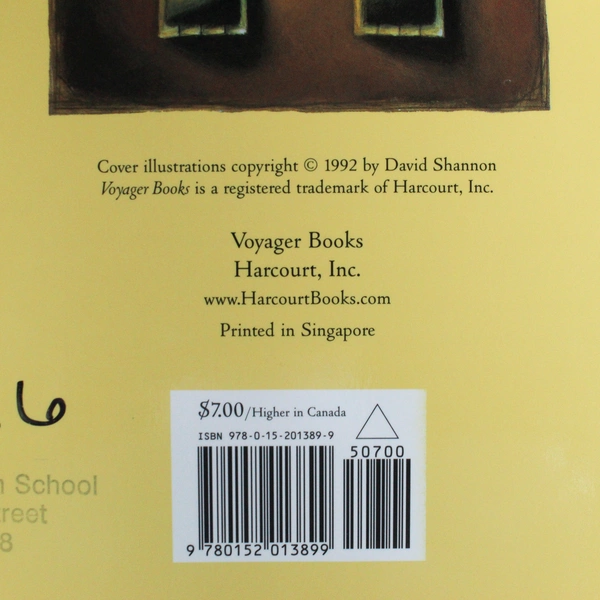 Cover illustrations copyright © 1992 by David Shannon
Voyager Books is a registered trademark of Harcourt, Inc.
Voyager Books
Harcourt, Inc.
www.HarcourtBooks.com
Printed in Singapore
.6
School
8
$7.00/Higher in Canada
ISBN 978-0-15-201389-9
50700
9 780152 013899